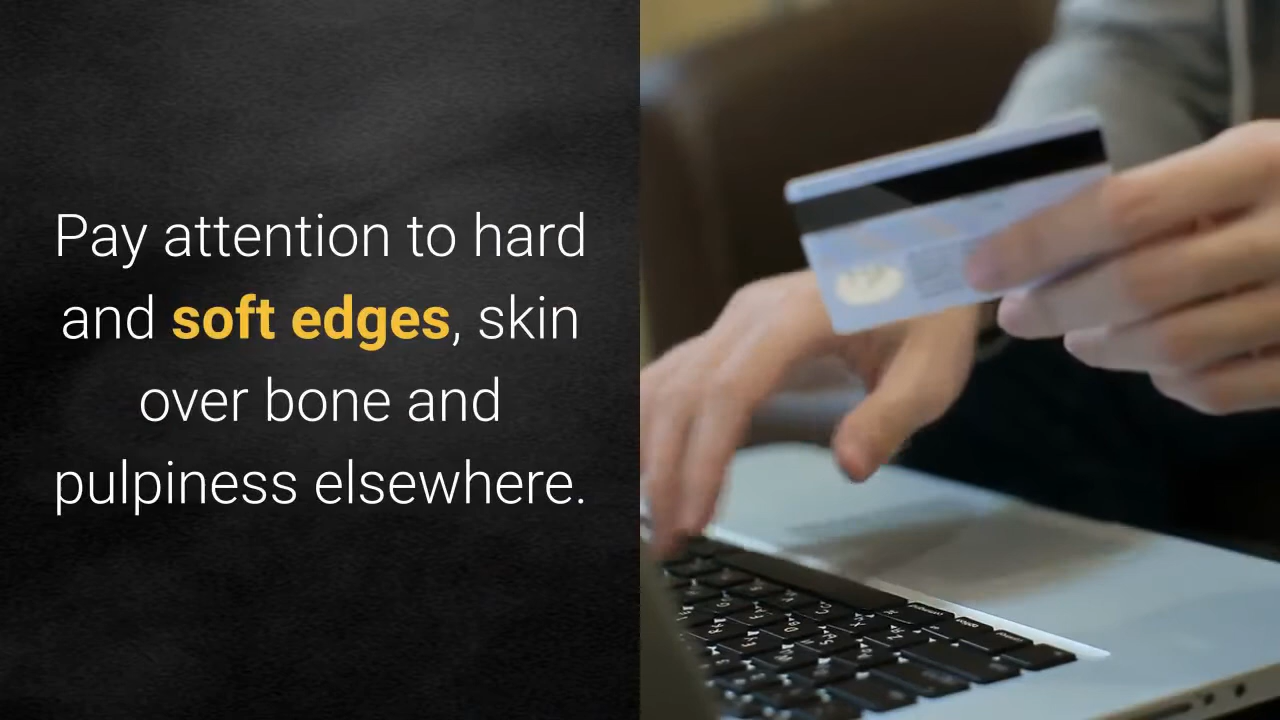 Pay attention to hard
and soft edges, skin
over bone and
pulpiness elsewhere.